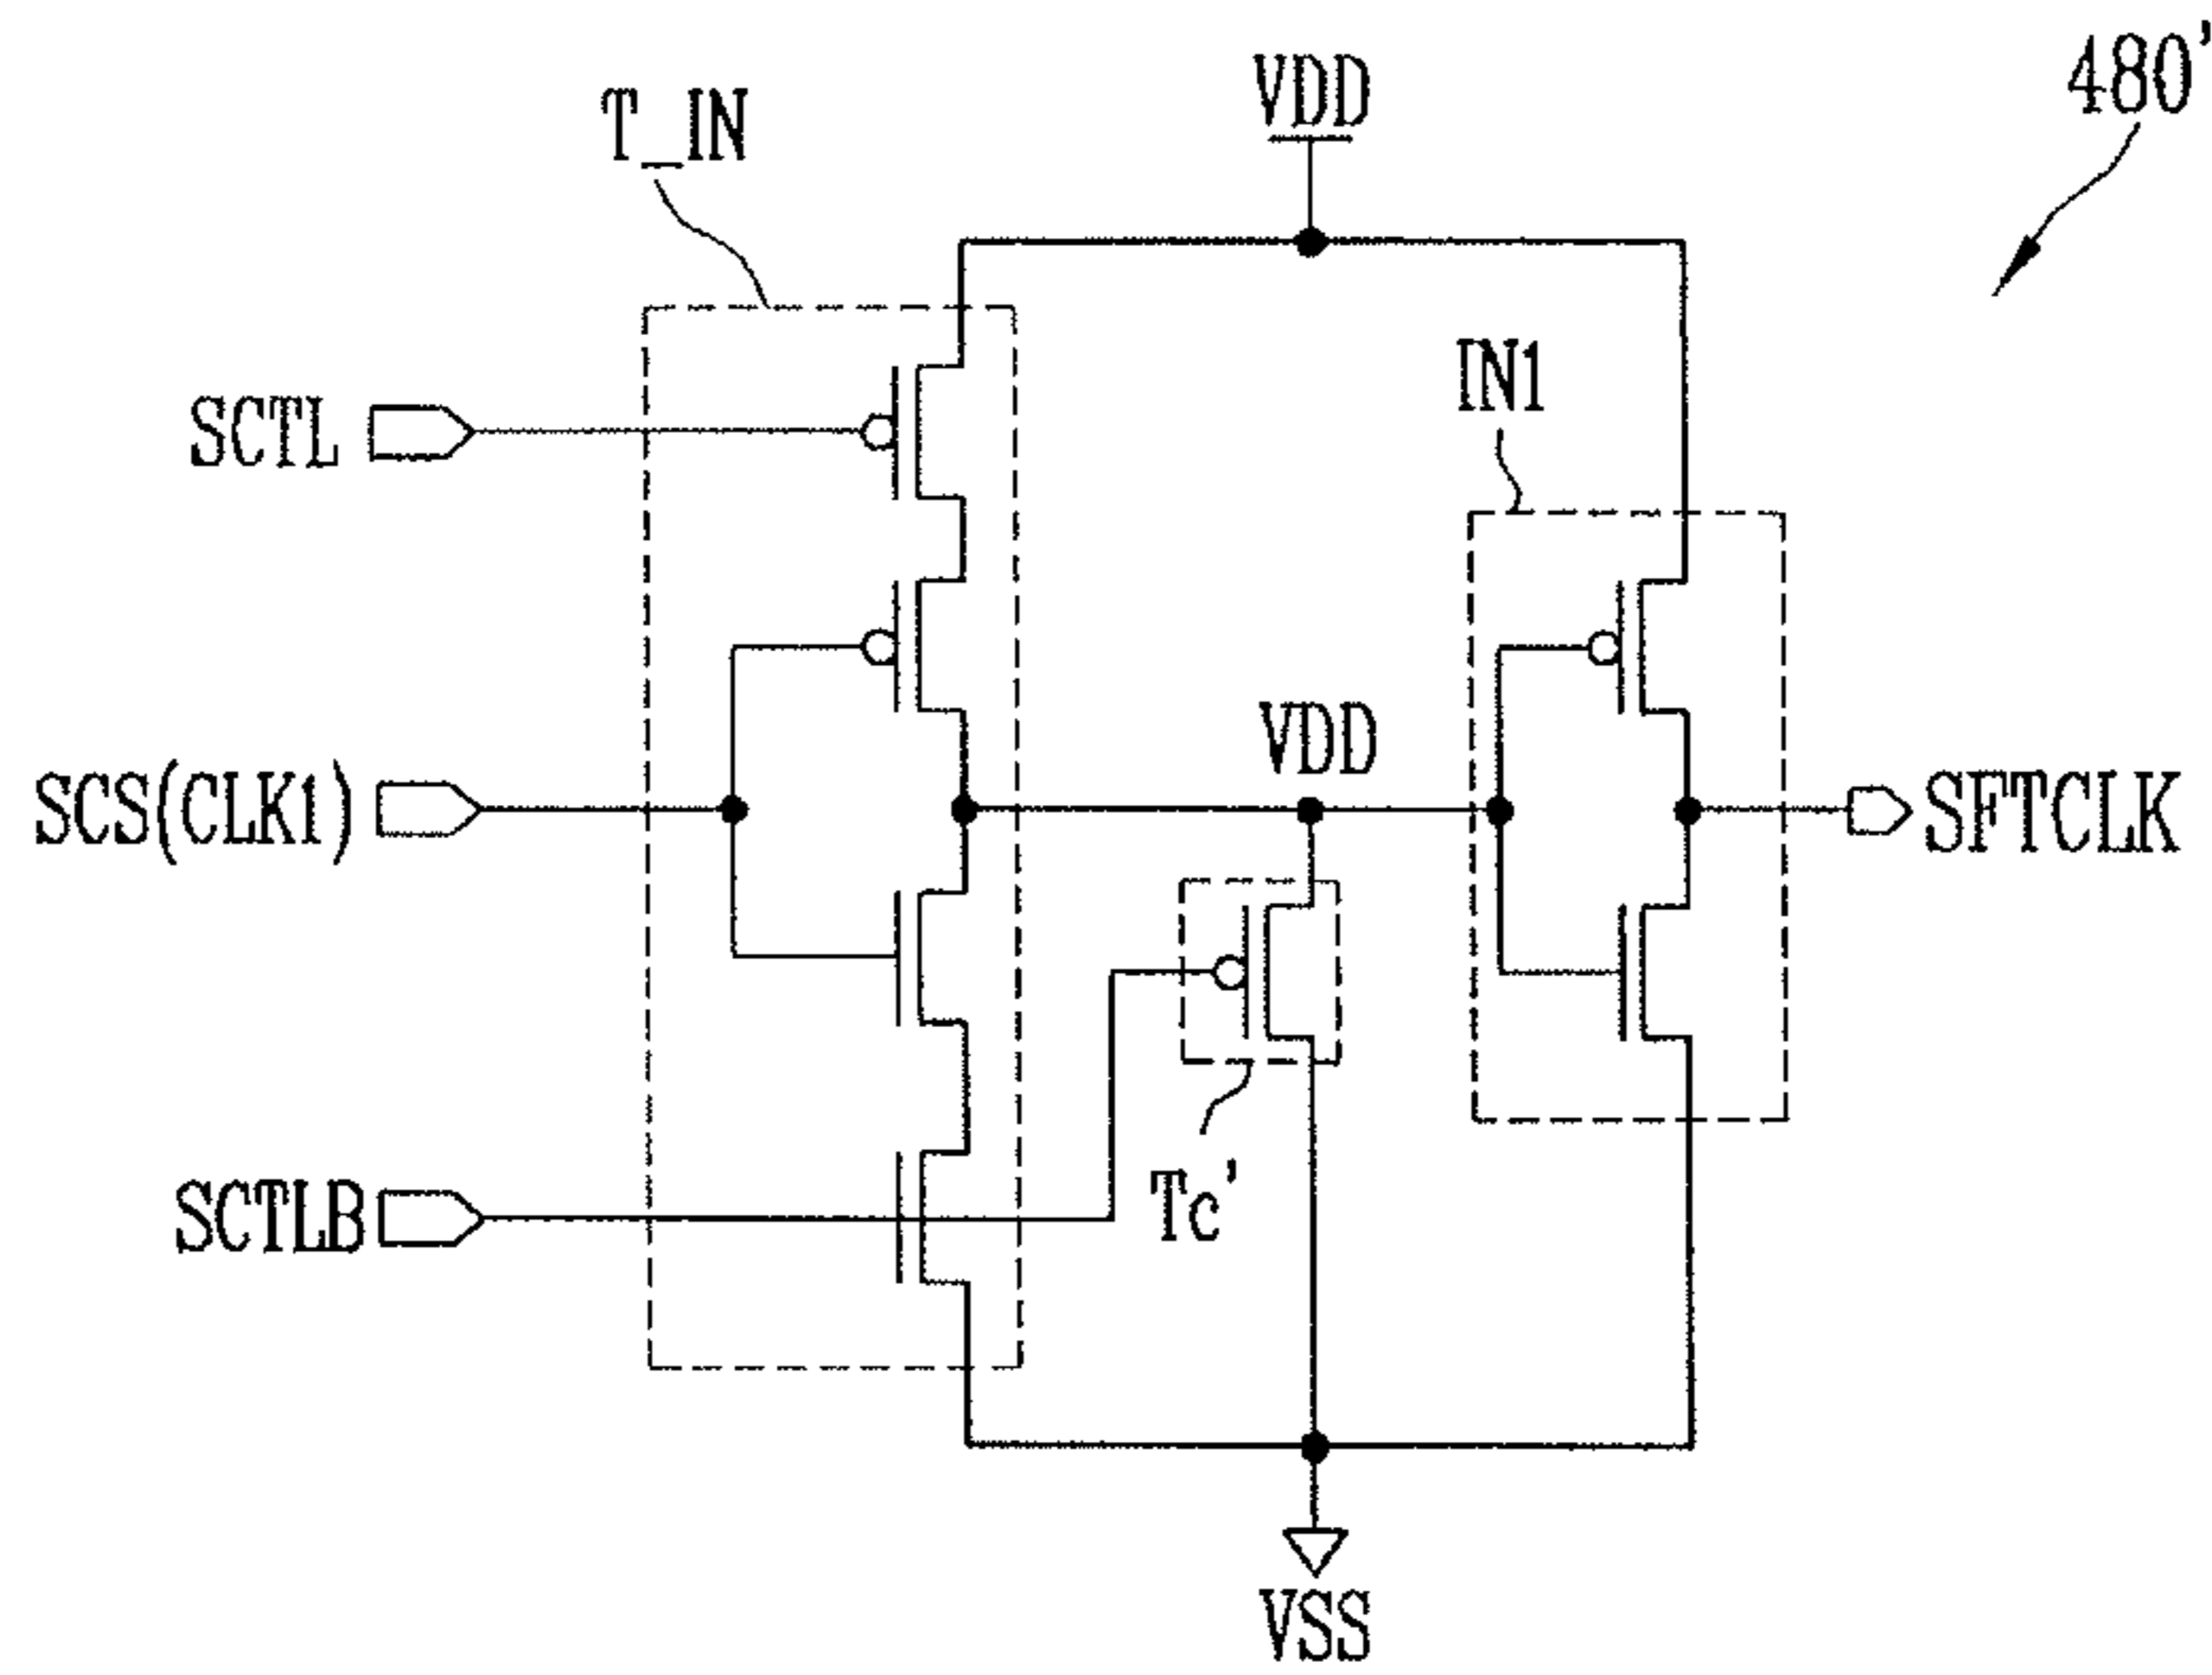 480'
VDD
T_IN
IN1
SCTL
VDD
SCS(CLK1)
SFTCLK
SCTLB
Tc'
VSS